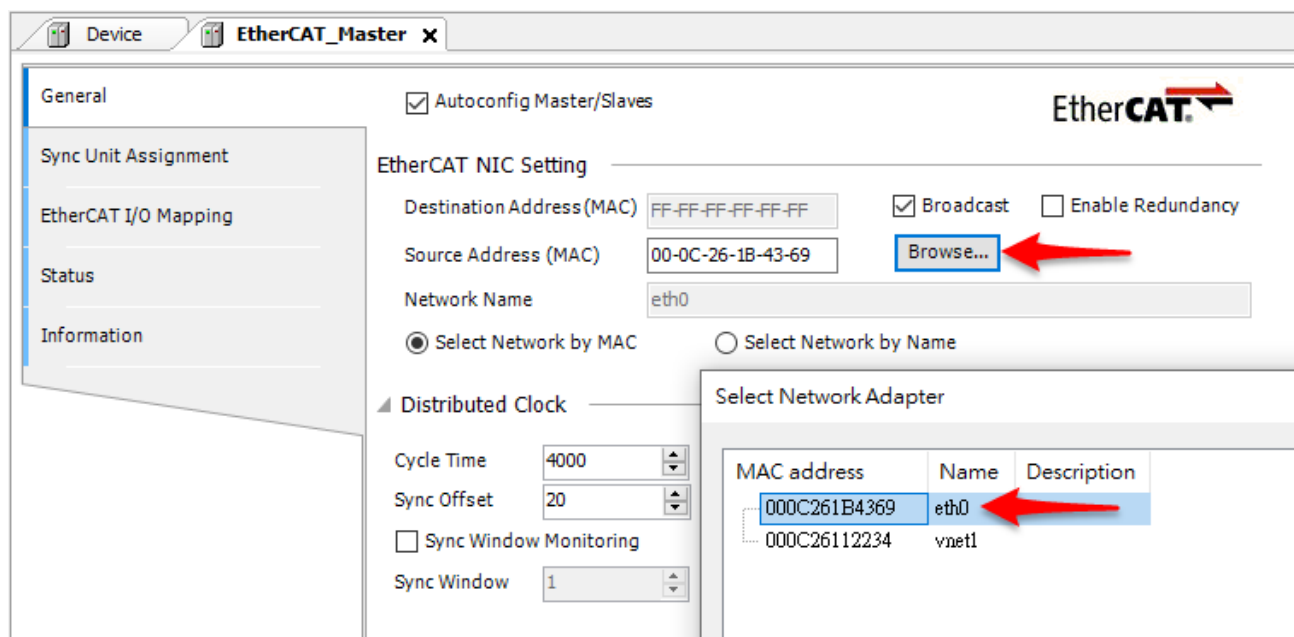 Device EtherCAT_Master
General
Autoconfig Master/Slaves
EtherCAT.
Sync Unit Assignment
EtherCAT NIC Setting
EtherCAT I/O Mapping
Destination Address (MAC) FF-FF-FF-FF-FF-FF Broadcast Enable Redundancy
Source Address (MAC) 00-0C-26-1B-43-69 Browse...
Status
Network Name eth0
Information
Select Network by MAC Select Network by Name
Distributed Clock
Cycle Time 4000
Sync Offset 20
Sync Window Monitoring
Sync Window 1
Select Network Adapter
MAC address Name Description
000C261B4369 eth0
000C26112234 vnet1